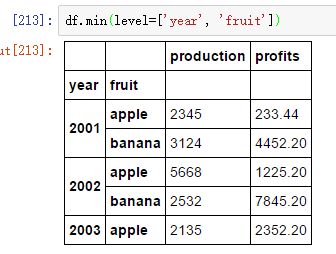 [213]: df.min(level=['year', 'fruit'])
ut[213]:
production profits
year fruit
2001 apple 2345 233.44
banana 3124 4452.20
2002 apple 5668 1225.20
banana 2532 7845.20
2003 apple 2135 2352.20